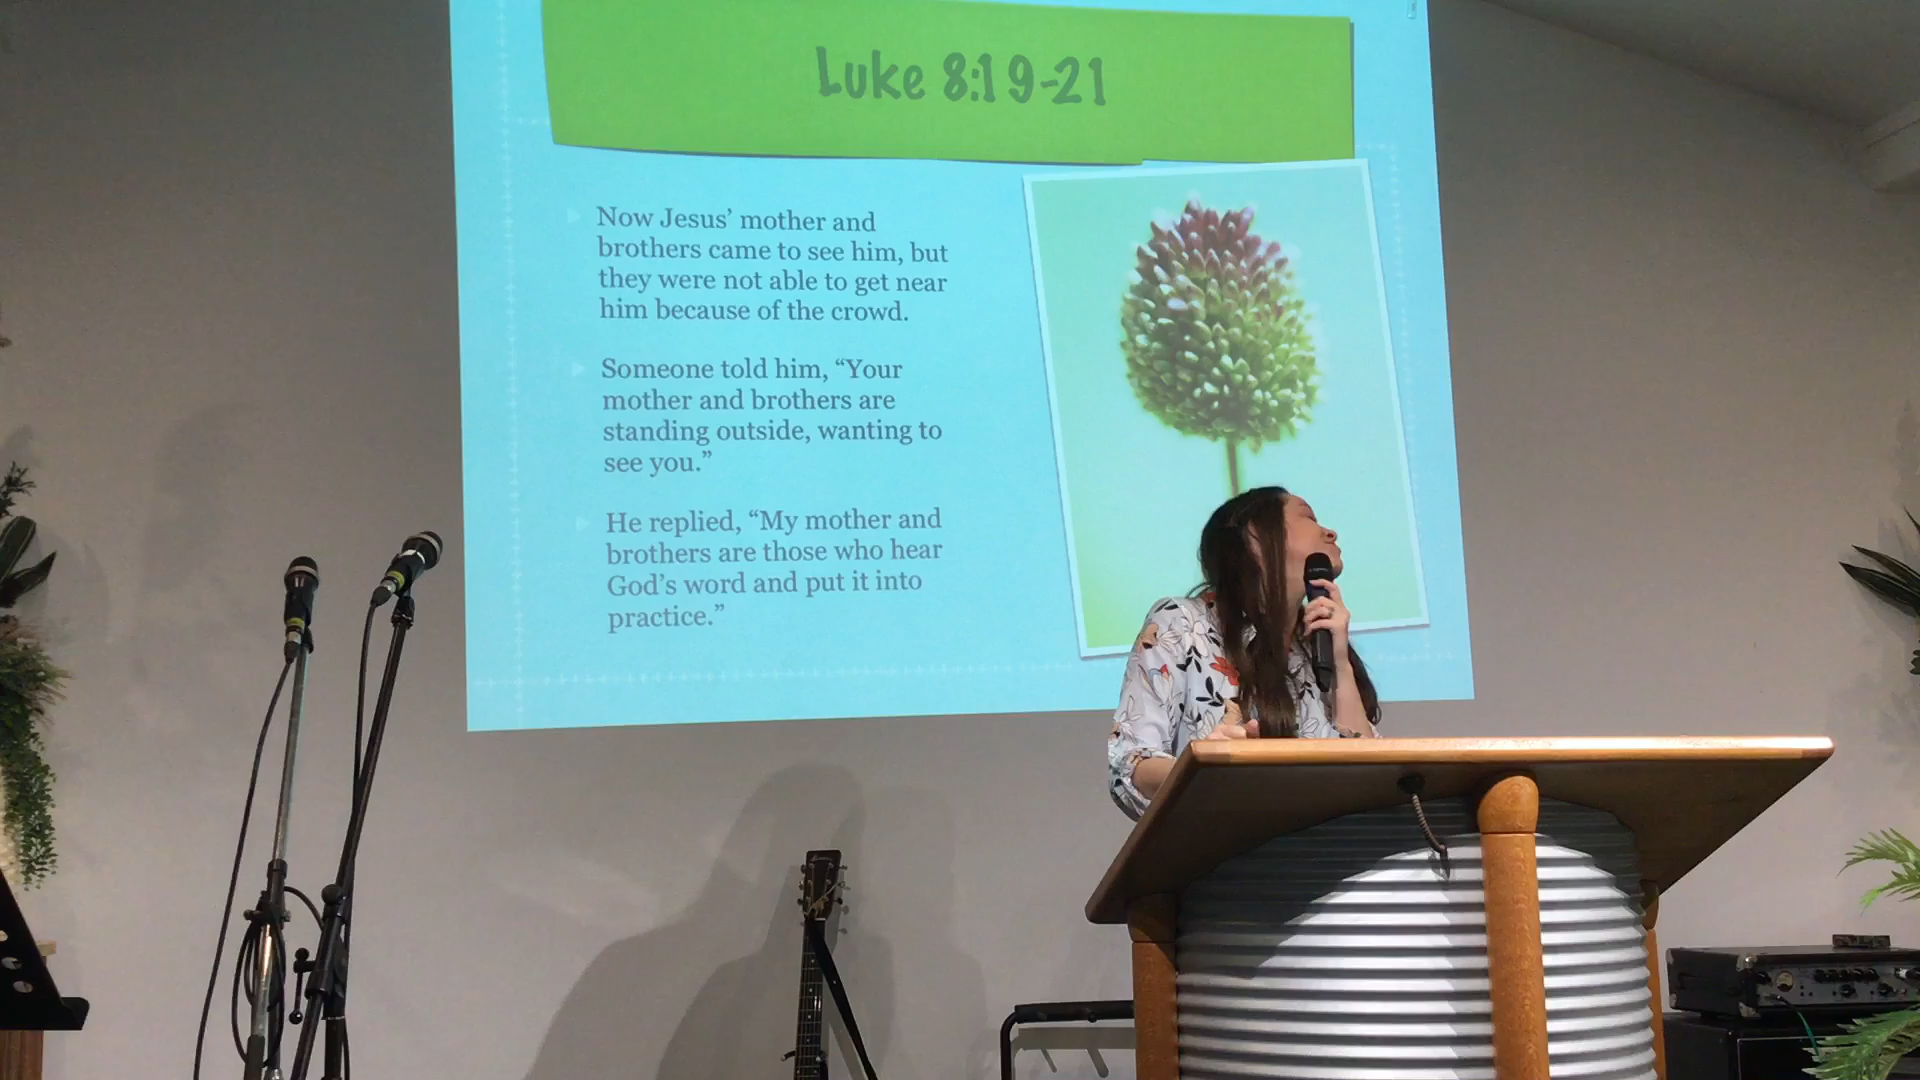 Luke 8:19-21
Now Jesus’ mother and
brothers came to see him, but
they were not able to get near
him because of the crowd.
Someone told him, “Your
mother and brothers are
standing outside, wanting to
see you.”
He replied, “My mother and
brothers are those who hear
God’s word and put it into
practice.”